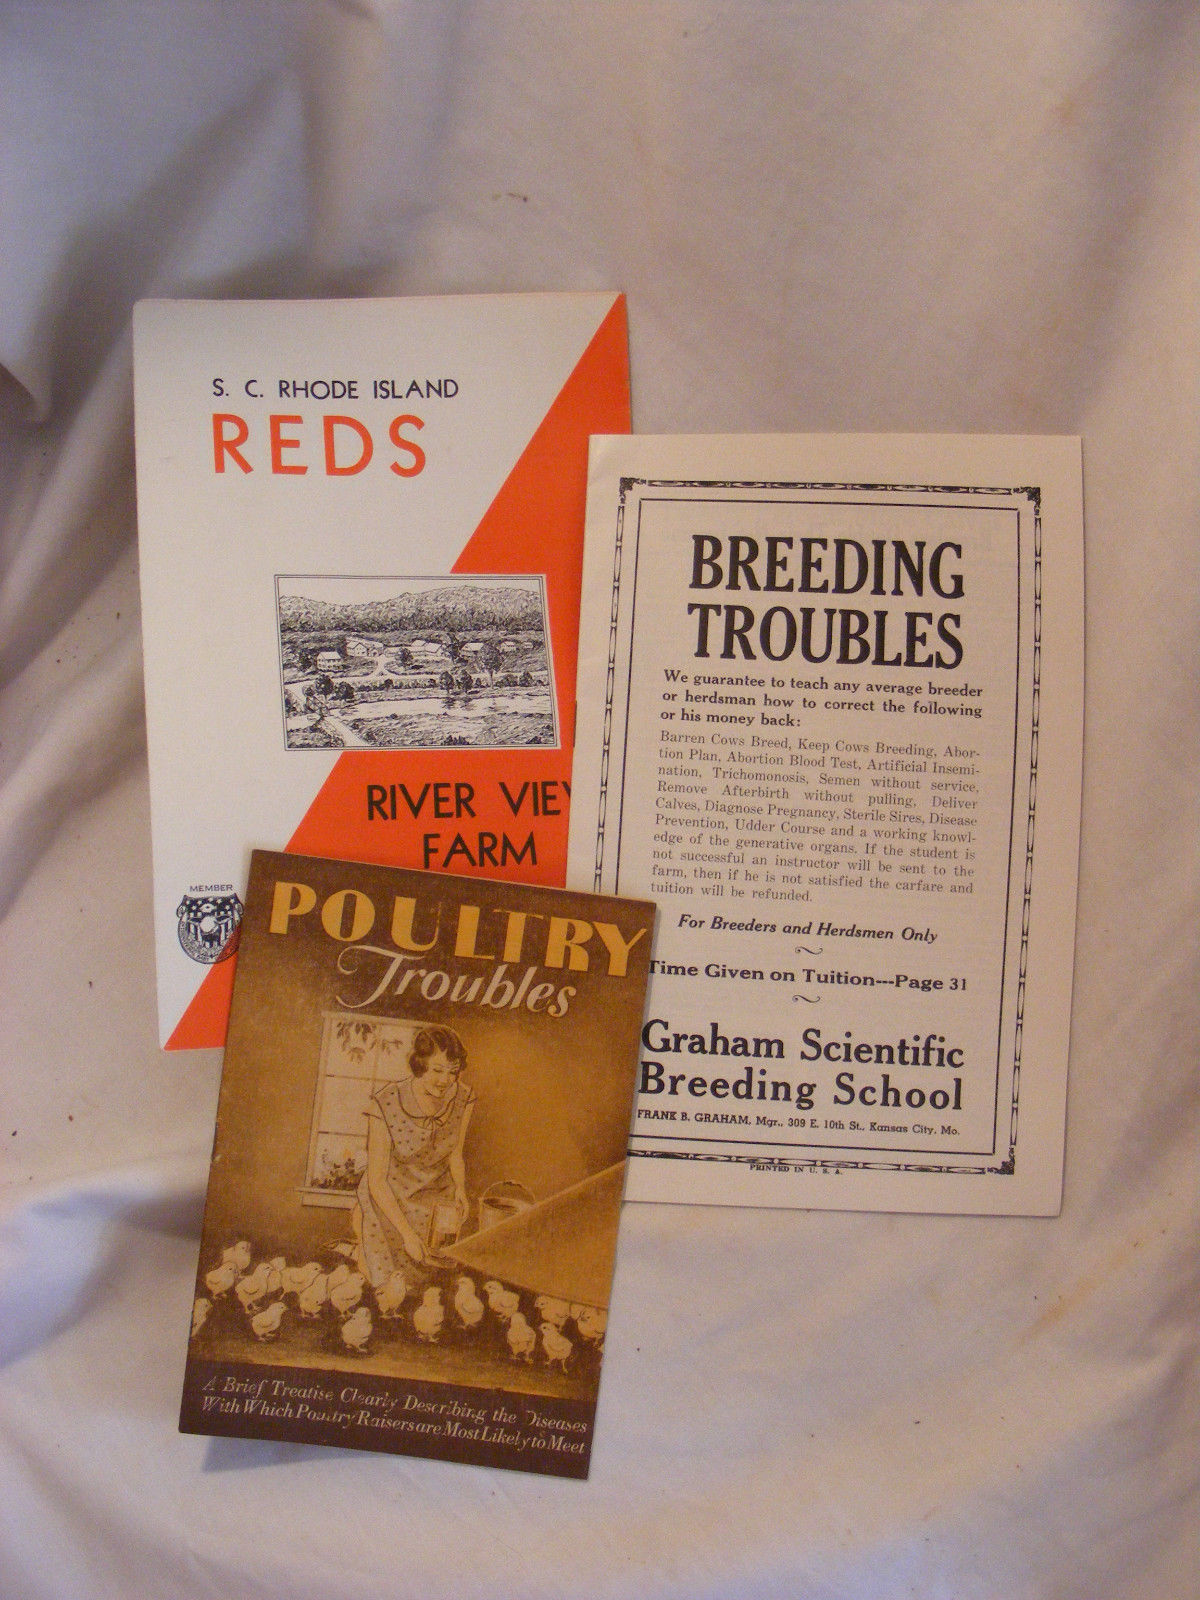 S. C. RHODE ISLAND
REDS
RIVER VIEW
FARM
MEMBER
BREEDING
TROUBLES
We guarantee to teach any average breeder
or herdsman how to correct the following
or his money back:
Barren Cows Breed, Keep Cows Breeding, Abor-
tion Plan, Abortion Blood Test, Artificial Insemi-
nation, Trichomonosis, Semen without service,
Remove Afterbirth without pulling, Deliver
Calves, Diagnose Pregnancy, Sterile Sires, Disease
Prevention, Udder Course and a working knowl-
edge of the generative organs. If the student is
not successful an instructor will be sent to the
farm, then if he is not satisfied the carfare and
tuition will be refunded.
For Breeders and Herdsmen Only
Time Given on Tuition---Page 31
Graham Scientific
Breeding School
FRANK B. GRAHAM, Mgr., 309 E. 10th St., Kansas City, Mo.
PRINTED IN U. S. A.
POULTRY
Troubles
A Brief Treatise Clearly Describing the Diseases
With Which Poultry Raisers are Most Likely to Meet